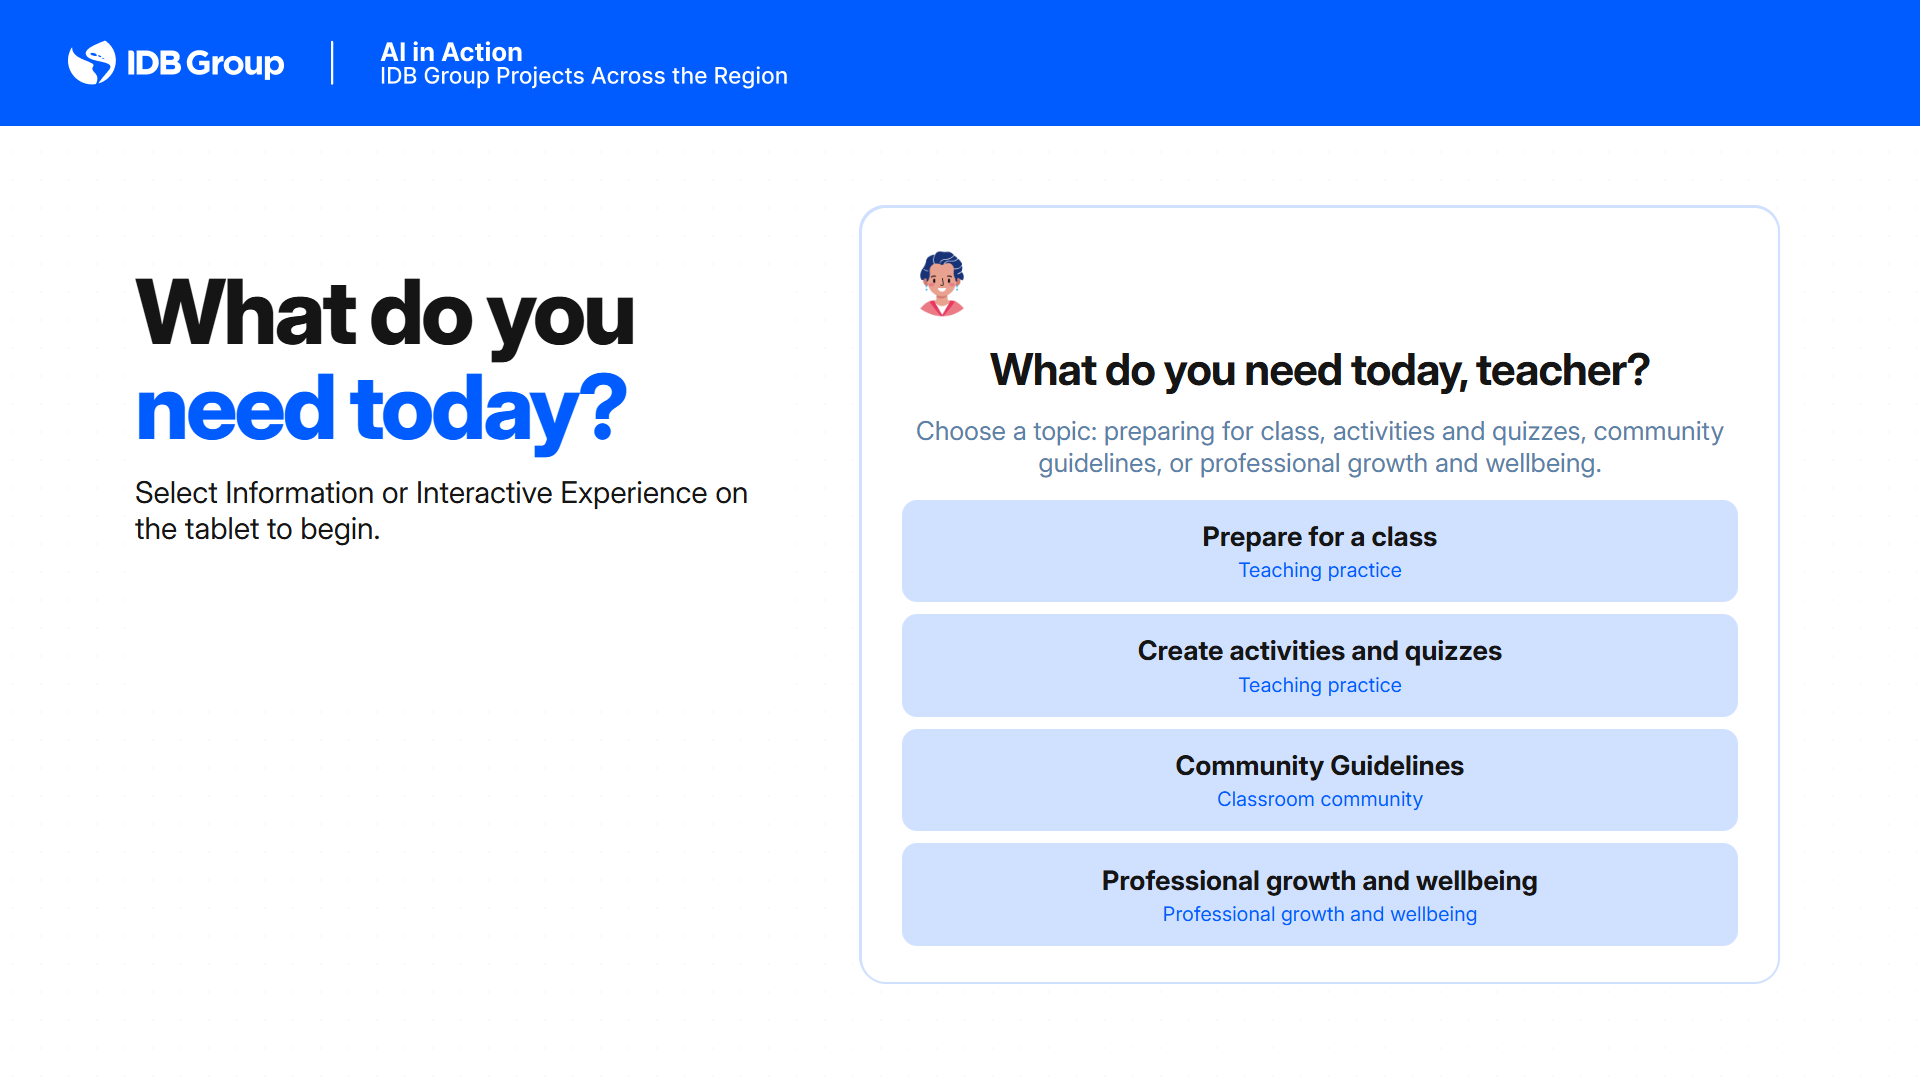 IDB Group
AI in Action
IDB Group Projects Across the Region
What do you
need today?
Select Information or Interactive Experience on
the tablet to begin.
What do you need today, teacher?
Choose a topic: preparing for class, activities and quizzes, community
guidelines, or professional growth and wellbeing.
Prepare for a class
Teaching practice
Create activities and quizzes
Teaching practice
Community Guidelines
Classroom community
Professional growth and wellbeing
Professional growth and wellbeing